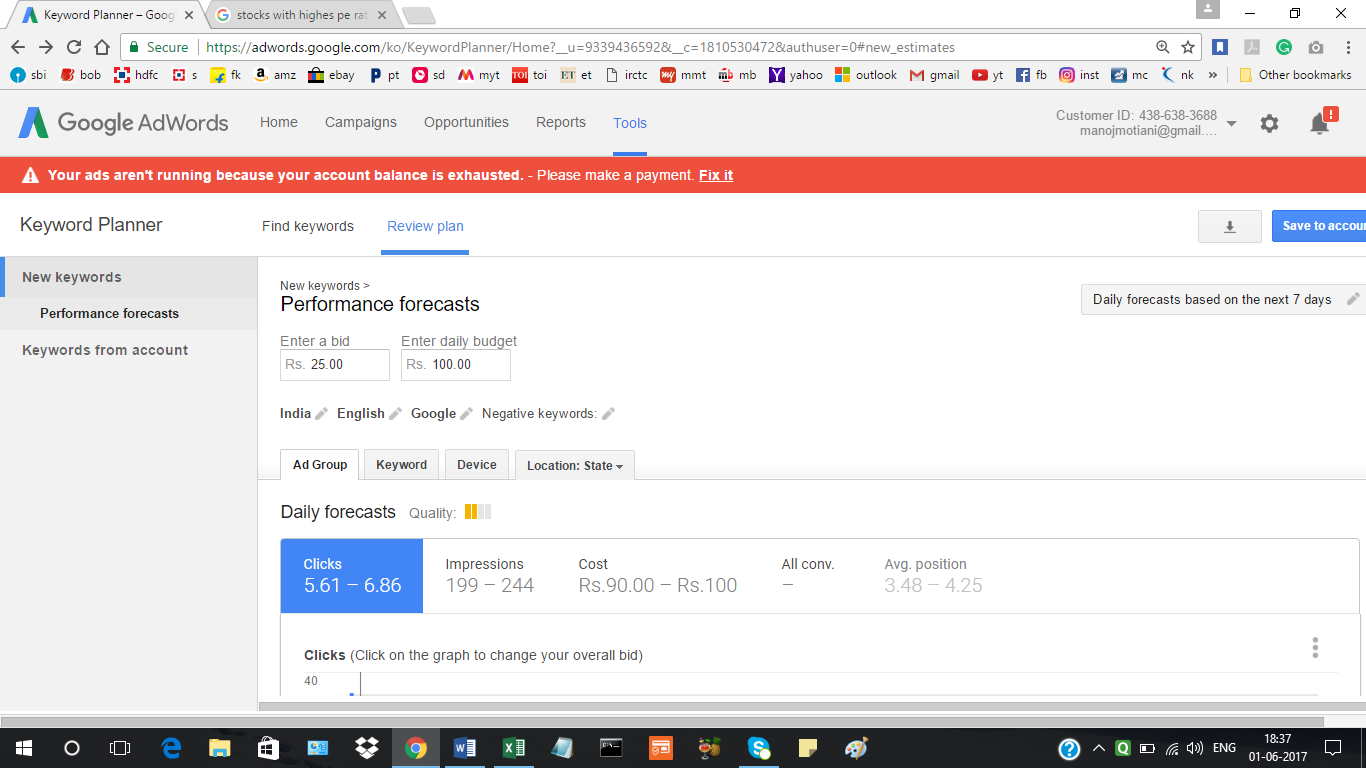 Keyword Planner – Goog
stocks with highes pe rat
Secure
https://adwords.google.com/ko/KeywordPlanner/Home?__u=9339436592&__c=1810530472&authuser=0#new_estimates
sbi bob hdfc s fk amz ebay pt sd myt TOI toi ET et irctc my mmt mb mb yahoo outlook gmail yt fb inst mc nk » Other bookmarks
Google AdWords
Home Campaigns Opportunities Reports Tools
Customer ID: 438-638-3688
manojmotiani@gmail....
!
Your ads aren't running because your account balance is exhausted. - Please make a payment. Fix it
Keyword Planner
Find keywords Review plan
Save to accou
New keywords
Performance forecasts
Keywords from account
New keywords >
Performance forecasts
Daily forecasts based on the next 7 days
Enter a bid Enter daily budget
Rs. 25.00 Rs. 100.00
India English Google Negative keywords:
Ad Group Keyword Device Location: State
Daily forecasts Quality:
Clicks Impressions Cost All conv. Avg. position
5.61 – 6.86 199 – 244 Rs.90.00 – Rs.100 – 3.48 – 4.25
Clicks (Click on the graph to change your overall bid)
40
ENG
18:37
01-06-2017